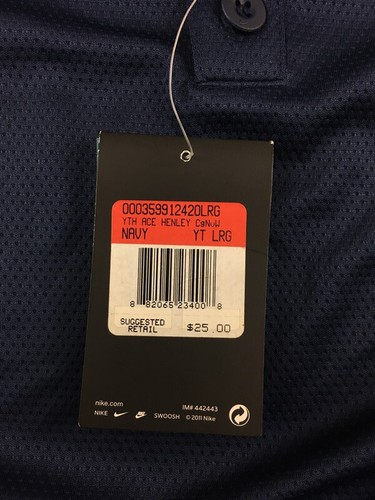 000359912420LRG
YTH ACE HENLEY CgNvW
NAVY YT LRG
8 82065 23400 8
SUGGESTED RETAIL $25.00
nike.com IM# 442443
NIKE SWOOSH © 2011 Nike